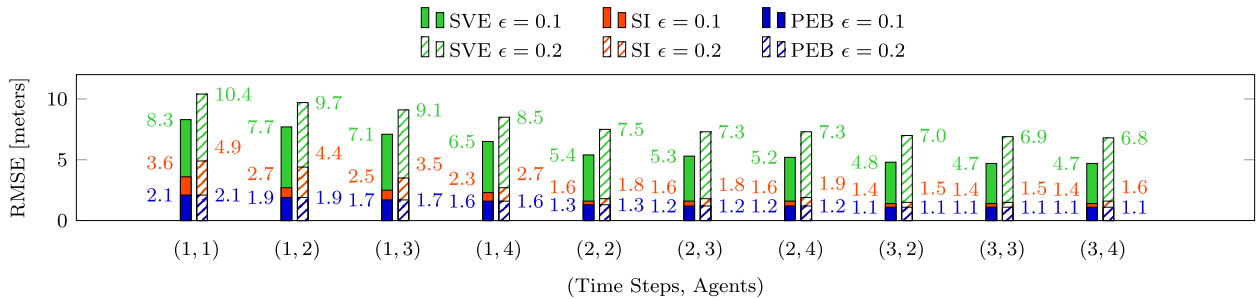 SVE ϵ = 0.1 SI ϵ = 0.1 PEB ϵ = 0.1
SVE ϵ = 0.2 SI ϵ = 0.2 PEB ϵ = 0.2
RMSE [meters]
10
5
0
8.3 10.4 7.7 9.7 7.1 9.1 6.5 8.5 5.4 7.5 5.3 7.3 5.2 7.3 4.8 7.0 4.7 6.9 4.7 6.8
3.6 4.9 2.7 4.4 2.5 3.5 2.3 2.7 1.6 1.8 1.6 1.8 1.6 1.9 1.4 1.5 1.4 1.5 1.4 1.6
2.1 2.1 1.9 1.9 1.7 1.7 1.6 1.6 1.3 1.3 1.2 1.2 1.2 1.2 1.1 1.1 1.1 1.1 1.1 1.1
(1, 1) (1, 2) (1, 3) (1, 4) (2, 2) (2, 3) (2, 4) (3, 2) (3, 3) (3, 4)
(Time Steps, Agents)